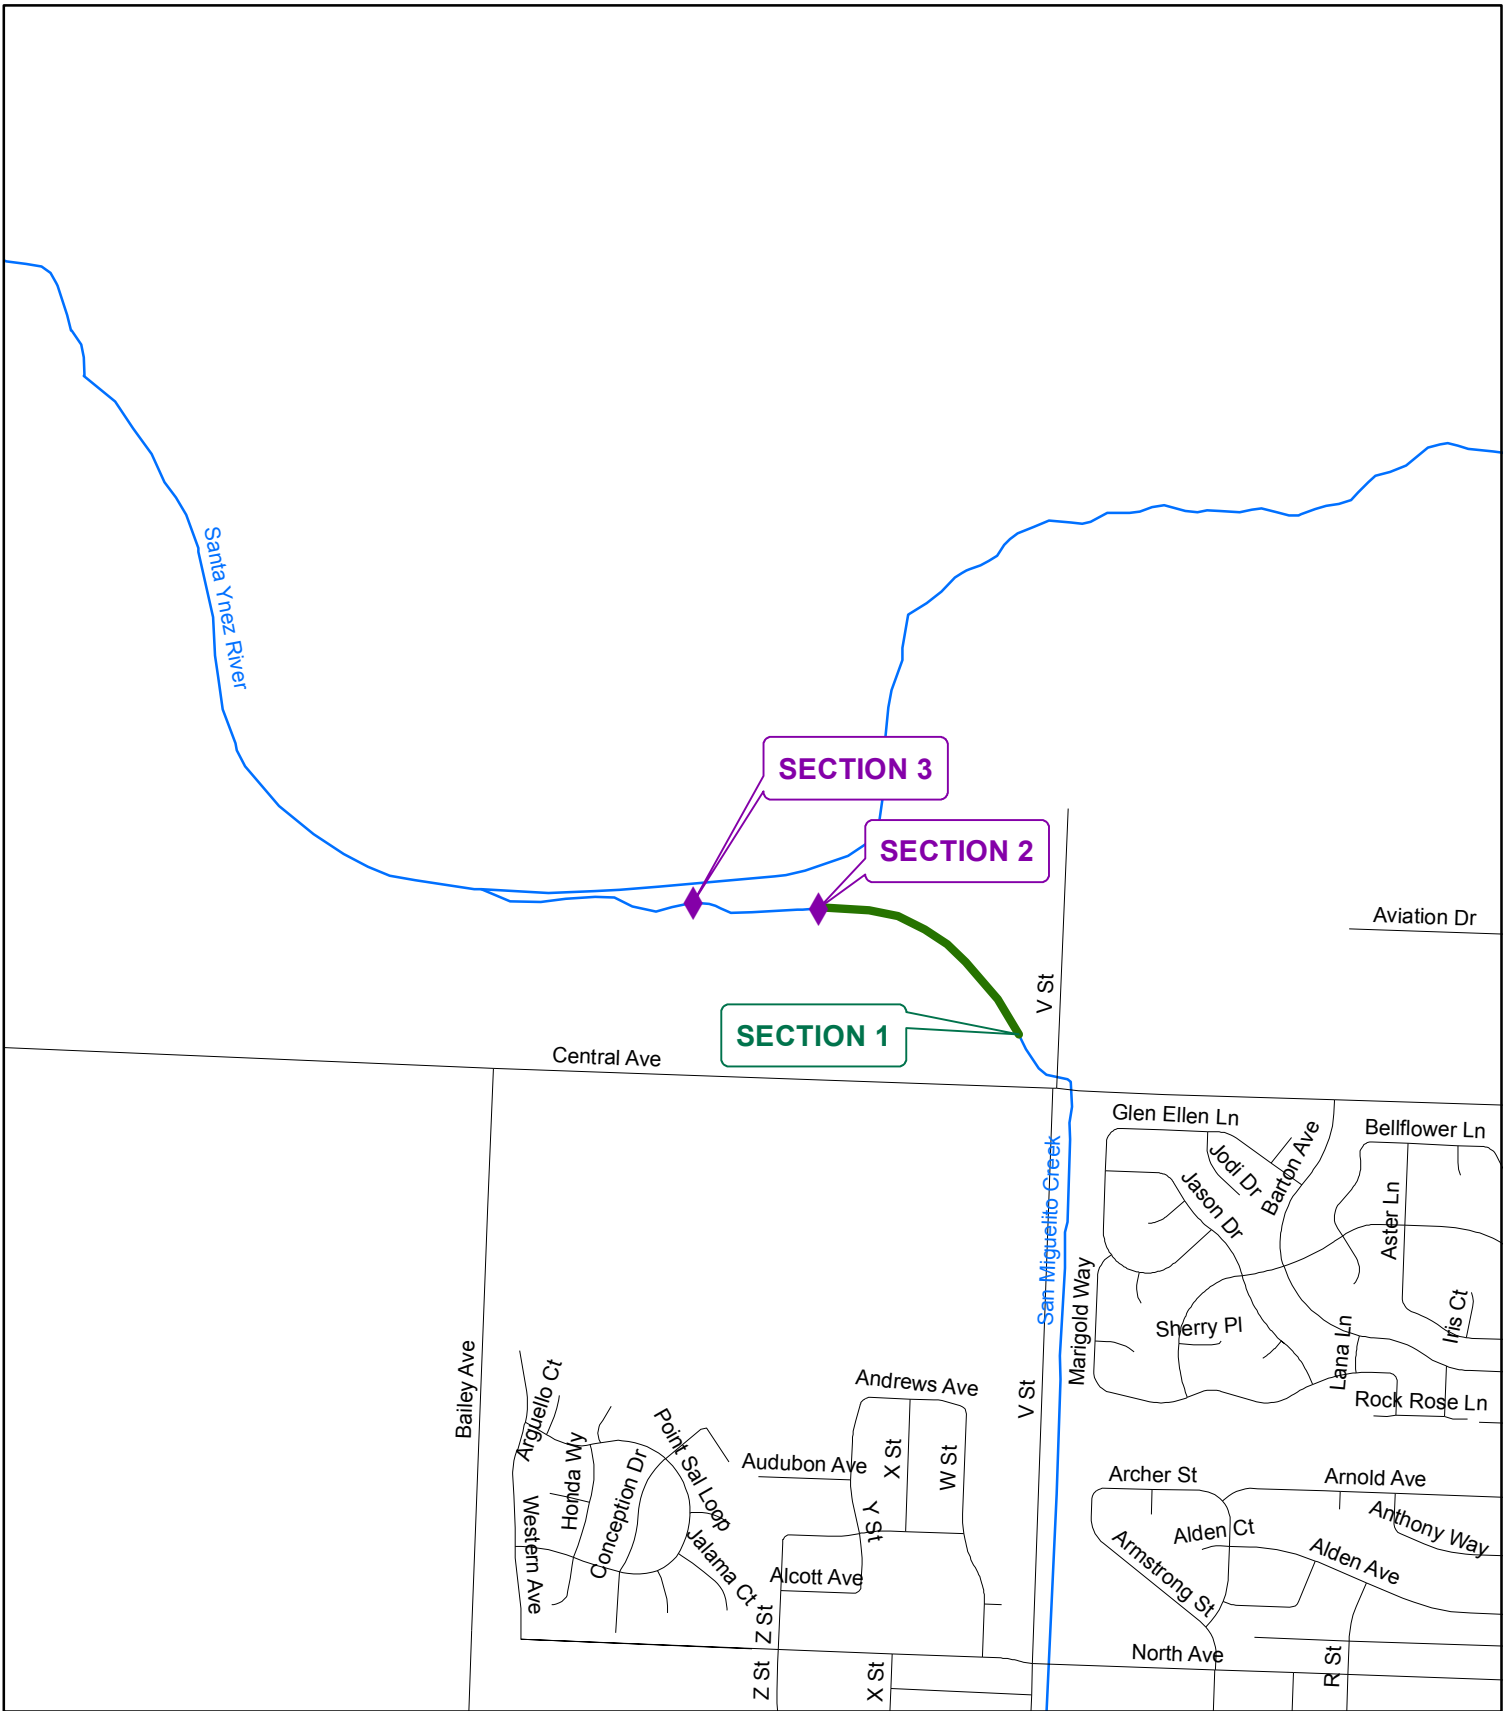 Santa Ynez River
SECTION 3
SECTION 2
Aviation Dr
V St
SECTION 1
Central Ave
Glen Ellen Ln
Bellflower Ln
Jodi Dr
Barton Ave
San Miguelito Creek
Jason Dr
Aster Ln
Marigold Way
Iris Ct
Sherry Pl
Lana Ln
Bailey Ave
Andrews Ave
V St
Rock Rose Ln
Arguello Ct
Point Sal Loop
Honda Wy
Conception Dr
Audubon Ave
X St
W St
Archer St
Arnold Ave
Western Ave
Y St
Anthony Way
Alden Ct
Jalama Ct
Armstrong St
Alden Ave
Alcott Ave
Z St
North Ave
Z St
X St
R St